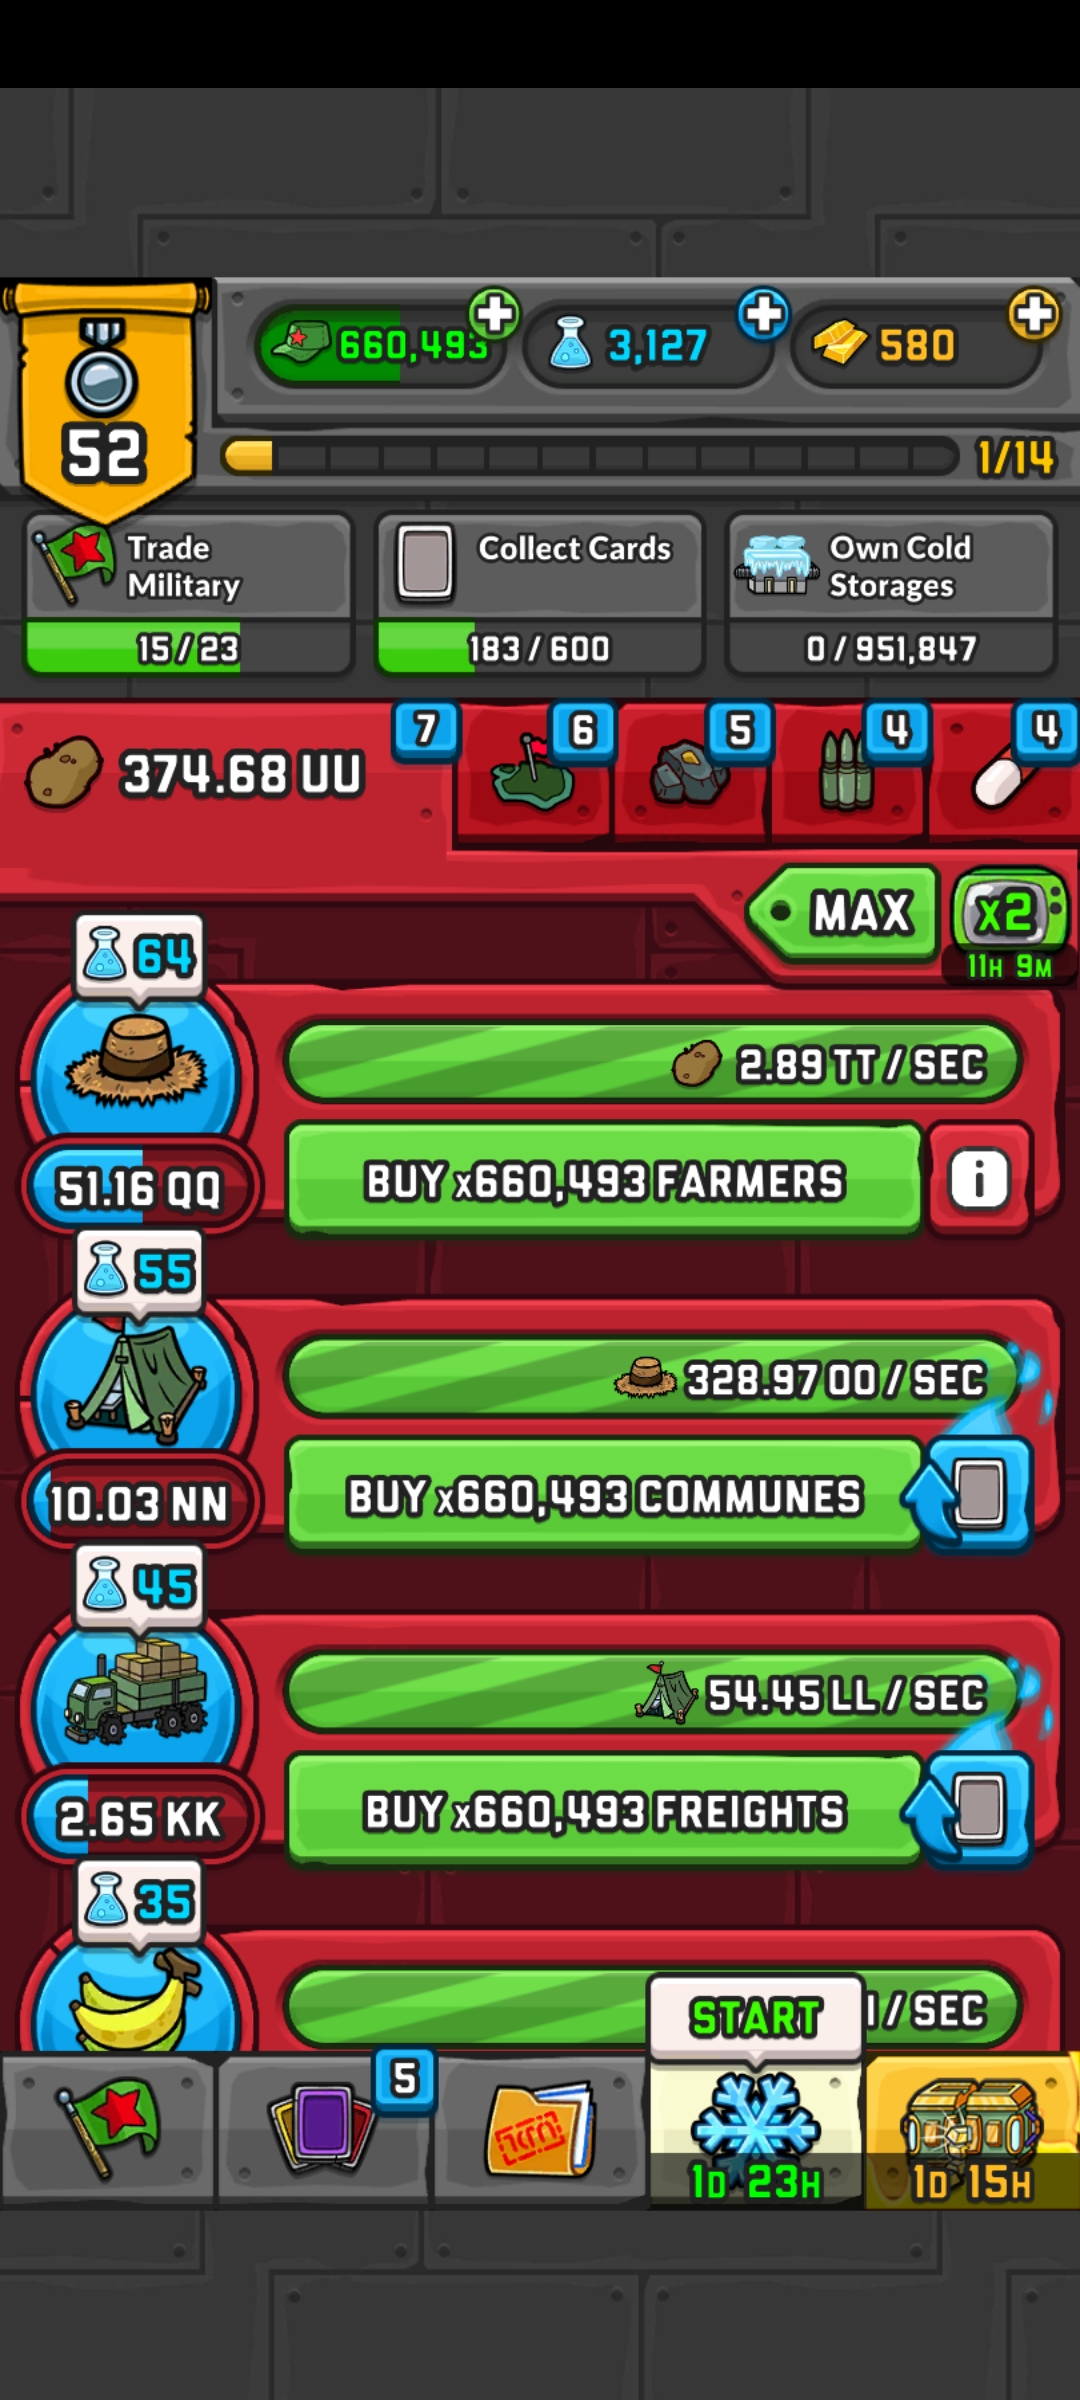 660,493
3,127
580
52
1/14
Trade
Military
15/23
Collect Cards
183/600
Own Cold
Storages
0/951,847
374.68 UU
7
6
5
4
4
MAX
x2
11H 9M
64
2.89 TT/SEC
51.16 QQ
BUY x660,493 FARMERS
i
55
328.97 OO/SEC
10.03 NN
BUY x660,493 COMMUNES
45
54.45 LL/SEC
2.65 KK
BUY x660,493 FREIGHTS
35
/SEC
START
5
1D 23H
1D 15H